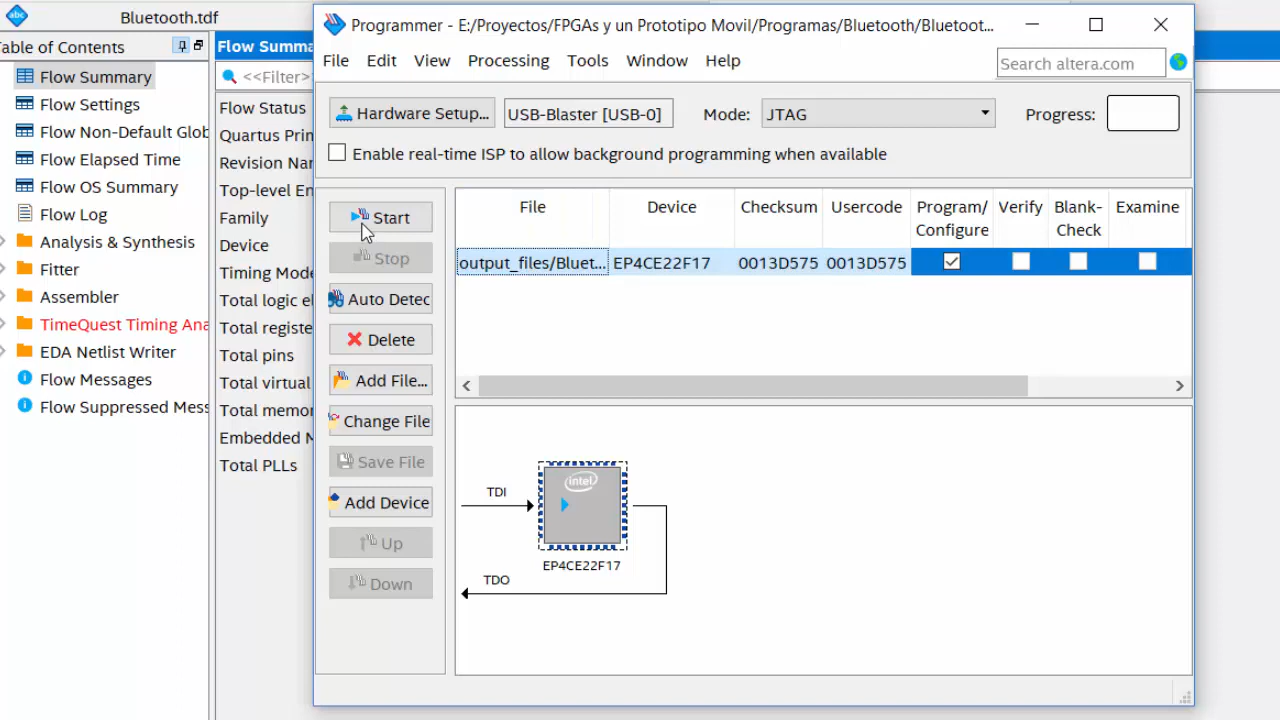 Bluetooth.tdf
Table of Contents
Flow Summary
Flow Settings
Flow Non-Default Glob
Flow Elapsed Time
Flow OS Summary
Flow Log
Analysis & Synthesis
Fitter
Assembler
TimeQuest Timing Ana
EDA Netlist Writer
Flow Messages
Flow Suppressed Mess
Flow Summa
<<Filter>
Flow Status
Quartus Prim
Revision Nam
Top-level En
Family
Device
Timing Mode
Total logic el
Total registe
Total pins
Total virtual
Total memor
Embedded M
Total PLLs
Programmer - E:/Proyectos/FPGAs y un Prototipo Movil/Programas/Bluetooth/Bluetoot...
File Edit View Processing Tools Window Help
Search altera.com
Hardware Setup... USB-Blaster [USB-0] Mode: JTAG Progress:
Enable real-time ISP to allow background programming when available
Start
Stop
Auto Detec
Delete
Add File...
Change File
Save File
Add Device
Up
Down
File Device Checksum Usercode Program/ Verify Blank- Examine
Configure Check
output_files/Bluet... EP4CE22F17 0013D575 0013D575
intel
TDI
EP4CE22F17
TDO